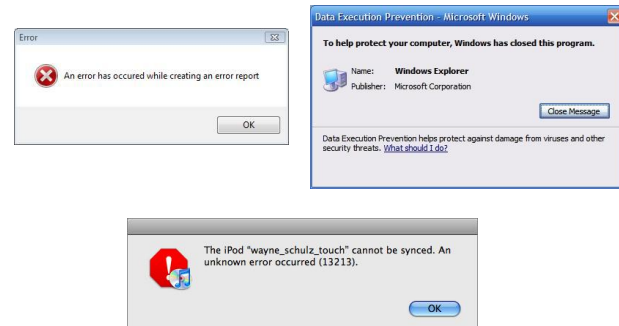 Error
An error has occured while creating an error report
OK
Data Execution Prevention - Microsoft Windows
To help protect your computer, Windows has closed this program.
Name: Windows Explorer
Publisher: Microsoft Corporation
Close Message
Data Execution Prevention helps protect against damage from viruses and other
security threats. What should I do?
The iPod "wayne_schulz_touch" cannot be synced. An
unknown error occurred (13213).
OK